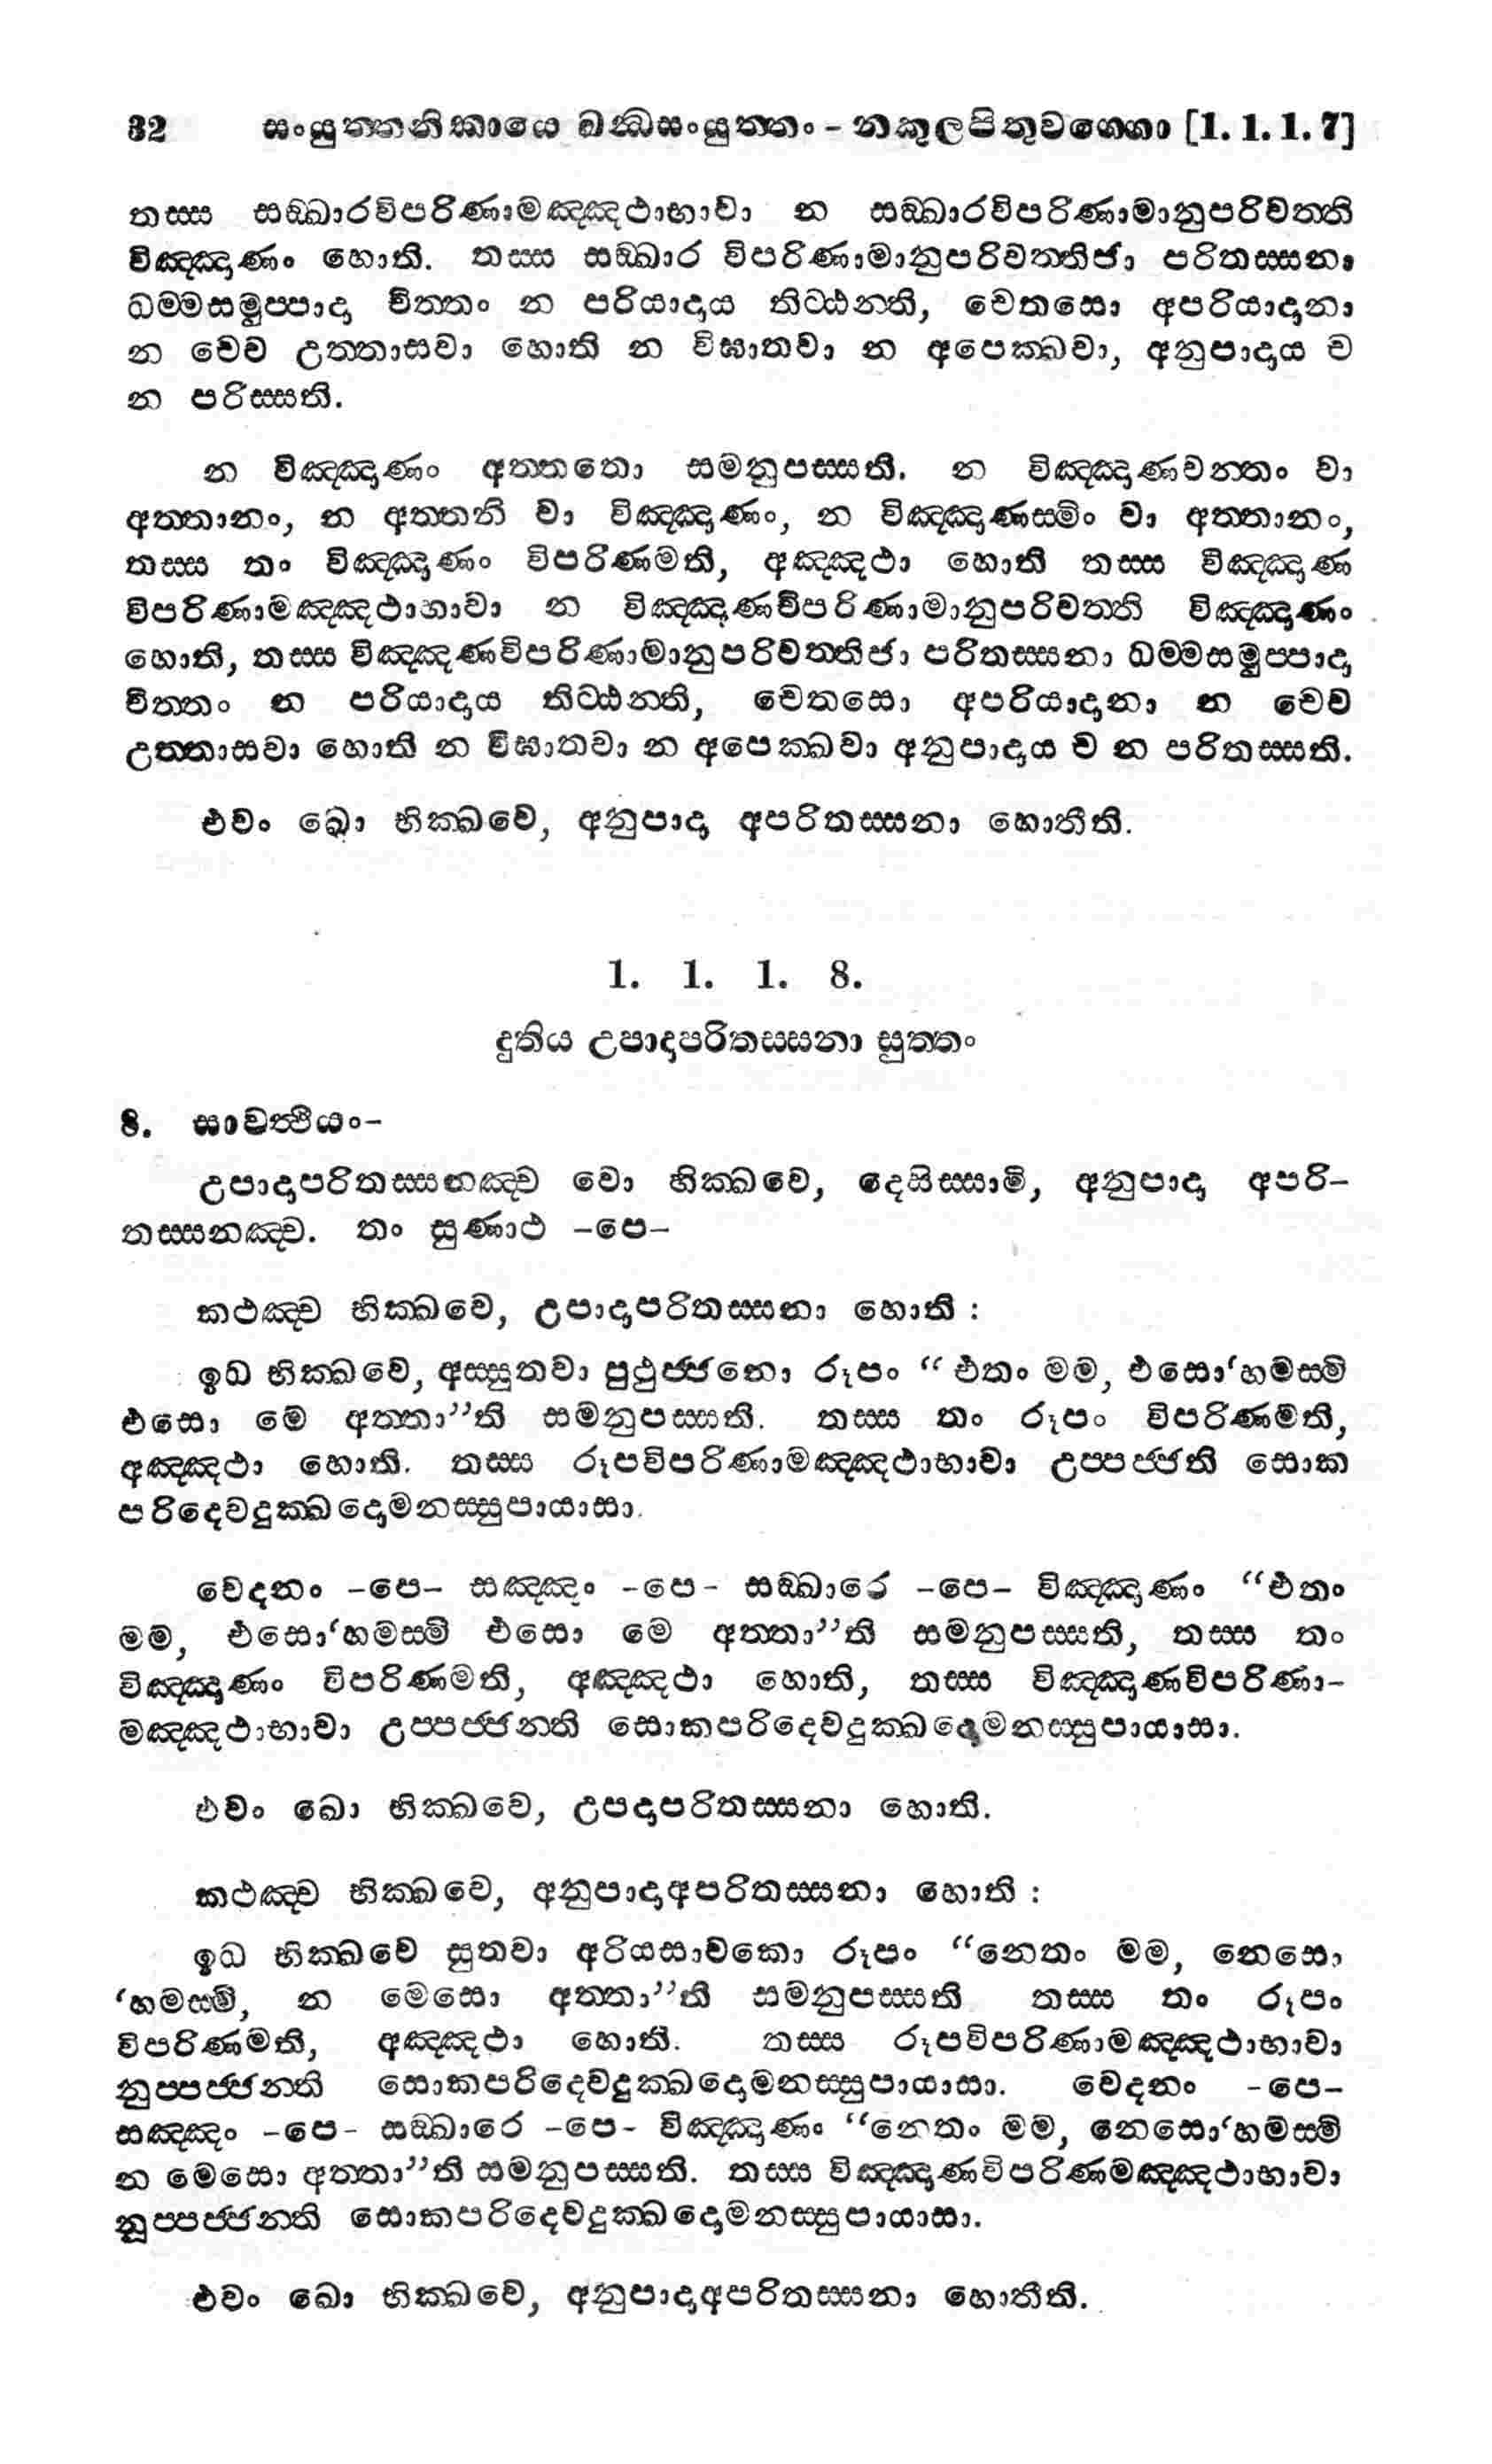 32 සංයුත්තනිකායෙ ඛන්ධසංයුත්තං - නකුලපිතුවග්ගො [1. 1. 1. 7]
තස්ස සඞ්ඛාරවිපරිණාමඤ්ඤථාභාවා න සඞ්ඛාරවිපරිණාමානුපරිවත්ති
විඤ්ඤාණං හොති. තස්ස සඞ්ඛාර විපරිණාමානුපරිවත්තිජා පරිතස්සනා
ධම්මසමුප්පාදා චිත්තං න පරියාදාය තිට්ඨන්ති, චෙතසො අපරියාදානා
න චෙව උත්තාසවා හොති න විඝාතවා න අපෙක්ඛවා, අනුපාදාය ච
න පරිස්සති.
න විඤ්ඤාණං අත්තතො සමනුපස්සති. න විඤ්ඤාණවන්තං වා
අත්තානං, න අත්තනි වා විඤ්ඤාණං, න විඤ්ඤාණස්මිං වා අත්තානං,
තස්ස තං විඤ්ඤාණං විපරිණමති, අඤ්ඤථා හොති තස්ස විඤ්ඤාණ
විපරිණාමඤ්ඤථාභාවා න විඤ්ඤාණවිපරිණාමානුපරිවත්ති විඤ්ඤාණං
හොති, තස්ස විඤ්ඤණවිපරිණාමානුපරිවත්තිජා පරිතස්සනා ධම්මසමුප්පාදා
චිත්තං න පරියාදාය තිට්ඨන්ති, චෙතසො අපරියාදානා න චෙව
උත්තාසවා හොති න විඝාතවා න අපෙක්ඛවා අනුපාදාය ච න පරිතස්සති.
එවං ඛො භික්ඛවෙ, අනුපාදා අපරිතස්සනා හොතීති.
1. 1. 1. 8.
දුතිය උපාදාපරිතස්සනා සුත්තං
8. සාවත්ථියං-
උපාදාපරිතස්සනඤ්ච වො භික්ඛවෙ, දෙසිස්සාමි, අනුපාදා අපරි-
තස්සනඤ්ච. තං සුණාථ -පෙ-
කථඤ්ච භික්ඛවෙ, උපාදාපරිතස්සනා හොති :
ඉධ භික්ඛවෙ, අස්සුතවා පුථුජ්ජනො රූපං “ එතං මම, එසො‘හමස්මි
එසො මෙ අත්තා”ති සමනුපස්සති. තස්ස තං රූපං විපරිණමති,
අඤ්ඤථා හොති. තස්ස රූපවිපරිණාමඤ්ඤථාභාවා උප්පජ්ජති සොක
පරිදෙවදුක්ඛදොමනස්සුපායාසා.
වෙදනං -පෙ- සඤ්ඤං -පෙ- සඞ්ඛාරෙ -පෙ- විඤ්ඤාණං “එතං
මම, එසො‘හමස්මි එසො මෙ අත්තා”ති සමනුපස්සති, තස්ස තං
විඤ්ඤාණං විපරිණමති, අඤ්ඤථා හොති, තස්ස විඤ්ඤාණවිපරිණා-
මඤ්ඤථාභාවා උප්පජ්ජන්ති සොකපරිදෙවදුක්ඛදොමනස්සුපායාසා.
එවං ඛො භික්ඛවෙ, උපදාපරිතස්සනා හොති.
කථඤ්ච භික්ඛවෙ, අනුපාදාඅපරිතස්සනා හොති :
ඉධ භික්ඛවෙ සුතවා අරියසාවකො රූපං “නෙතං මම, නෙසො
‘හමස්මි, න මෙසො අත්තා”ති සමනුපස්සති තස්ස තං රූපං
විපරිණමති, අඤ්ඤථා හොති. තස්ස රූපවිපරිණාමඤ්ඤථාභාවා
නුප්පජ්ජන්ති සොකපරිදෙවදුක්ඛදොමනස්සුපායාසා. වෙදනං -පෙ-
සඤ්ඤං -පෙ- සඞ්ඛාරෙ -පෙ- විඤ්ඤාණං “නෙතං මම, නෙසො‘හමස්මි
න මෙසො අත්තා”ති සමනුපස්සති. තස්ස විඤ්ඤාණවිපරිණමඤ්ඤථාභාවා
නූප්පජ්ජන්ති සොකපරිදෙවදුක්ඛදොමනස්සුපායාසා.
එවං ඛො භික්ඛවෙ, අනුපාදාඅපරිතස්සනා හොතීති.